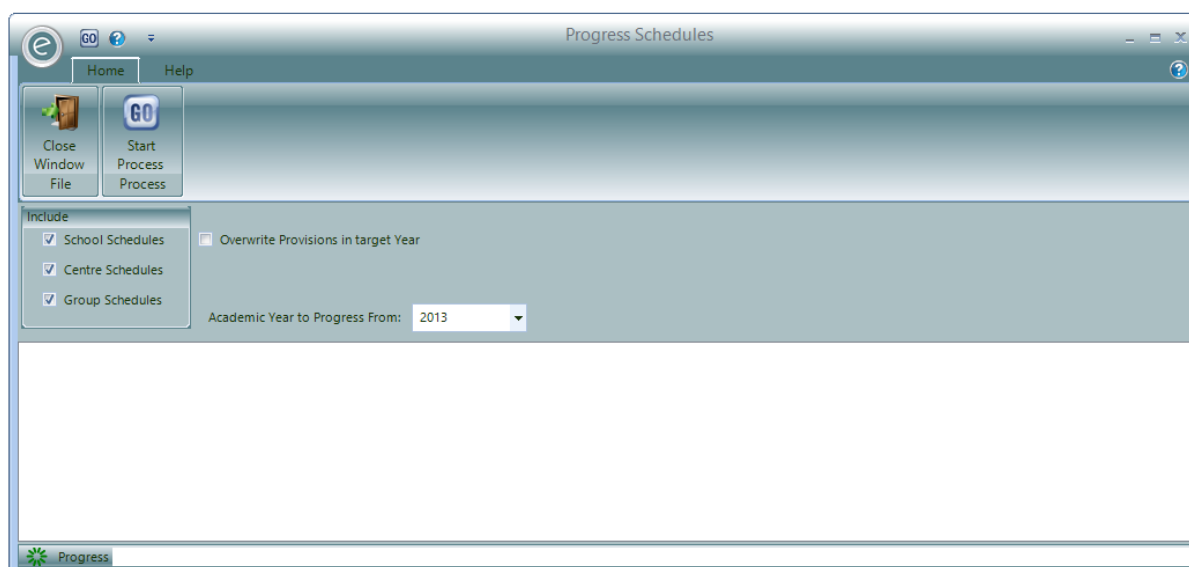 e GO ? Progress Schedules
Home Help ?
GO
Close Start
Window Process
File Process
Include
School Schedules Overwrite Provisions in target Year
Centre Schedules
Group Schedules
Academic Year to Progress From: 2013
Progress